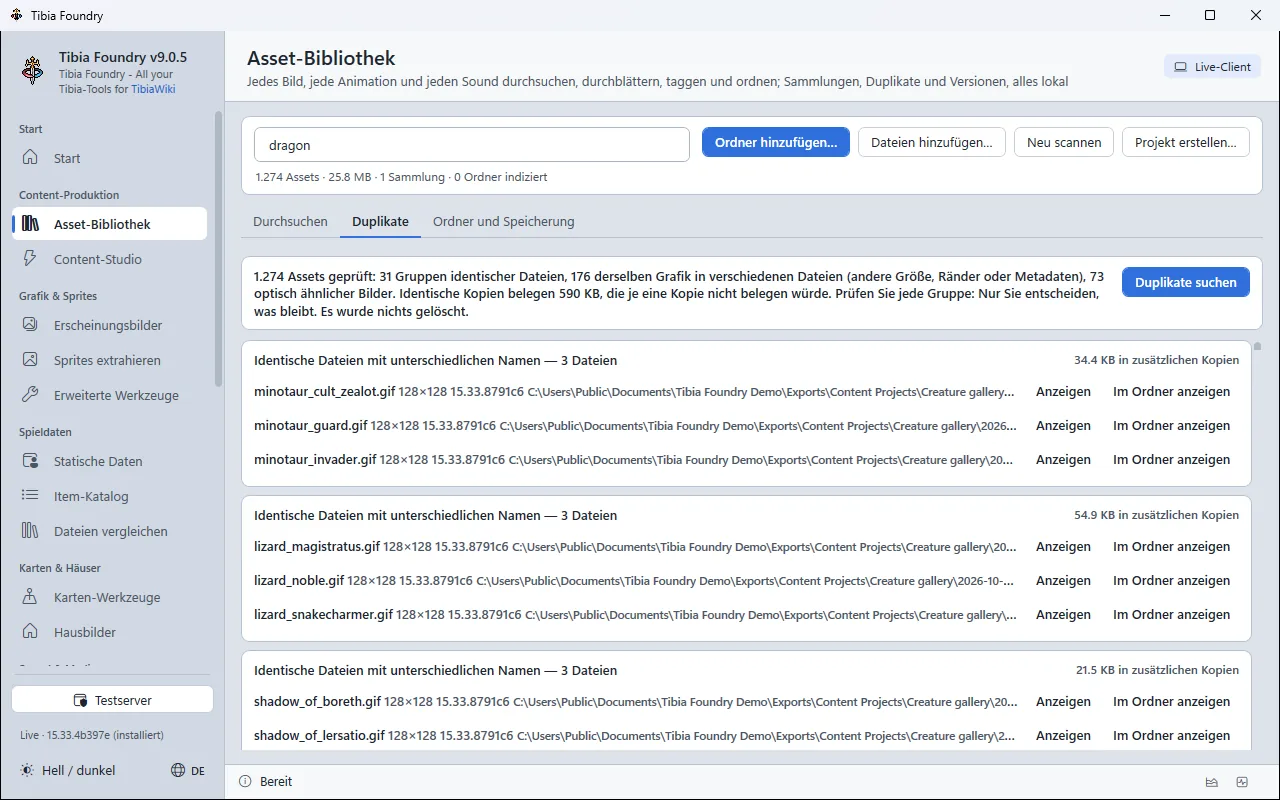 Tibia Foundry
Tibia Foundry v9.0.5
Tibia Foundry - All your
Tibia-Tools for TibiaWiki
Start
Start
Content-Produktion
Asset-Bibliothek
Content-Studio
Grafik & Sprites
Erscheinungsbilder
Sprites extrahieren
Erweiterte Werkzeuge
Spieldaten
Statische Daten
Item-Katalog
Dateien vergleichen
Karten & Häuser
Karten-Werkzeuge
Hausbilder
Testserver
Live · 15.33.4b397e (installiert)
Hell / dunkel
DE
Asset-Bibliothek
Jedes Bild, jede Animation und jeden Sound durchsuchen, durchblättern, taggen und ordnen; Sammlungen, Duplikate und Versionen, alles lokal
Live-Client
dragon
Ordner hinzufügen...
Dateien hinzufügen...
Neu scannen
Projekt erstellen...
1.274 Assets · 25.8 MB · 1 Sammlung · 0 Ordner indiziert
Durchsuchen
Duplikate
Ordner und Speicherung
1.274 Assets geprüft: 31 Gruppen identischer Dateien, 176 derselben Grafik in verschiedenen Dateien (andere Größe, Ränder oder Metadaten), 73
optisch ähnlicher Bilder. Identische Kopien belegen 590 KB, die je eine Kopie nicht belegen würde. Prüfen Sie jede Gruppe: Nur Sie entscheiden,
was bleibt. Es wurde nichts gelöscht.
Duplikate suchen
Identische Dateien mit unterschiedlichen Namen — 3 Dateien
34.4 KB in zusätzlichen Kopien
minotaur_cult_zealot.gif 128×128 15.33.8791c6 C:\Users\Public\Documents\Tibia Foundry Demo\Exports\Content Projects\Creature gallery... Anzeigen Im Ordner anzeigen
minotaur_guard.gif 128×128 15.33.8791c6 C:\Users\Public\Documents\Tibia Foundry Demo\Exports\Content Projects\Creature gallery\2026... Anzeigen Im Ordner anzeigen
minotaur_invader.gif 128×128 15.33.8791c6 C:\Users\Public\Documents\Tibia Foundry Demo\Exports\Content Projects\Creature gallery\20... Anzeigen Im Ordner anzeigen
Identische Dateien mit unterschiedlichen Namen — 3 Dateien
54.9 KB in zusätzlichen Kopien
lizard_magistratus.gif 128×128 15.33.8791c6 C:\Users\Public\Documents\Tibia Foundry Demo\Exports\Content Projects\Creature gallery\20... Anzeigen Im Ordner anzeigen
lizard_noble.gif 128×128 15.33.8791c6 C:\Users\Public\Documents\Tibia Foundry Demo\Exports\Content Projects\Creature gallery\2026-10-... Anzeigen Im Ordner anzeigen
lizard_snakecharmer.gif 128×128 15.33.8791c6 C:\Users\Public\Documents\Tibia Foundry Demo\Exports\Content Projects\Creature gallery\... Anzeigen Im Ordner anzeigen
Identische Dateien mit unterschiedlichen Namen — 3 Dateien
21.5 KB in zusätzlichen Kopien
shadow_of_boreth.gif 128×128 15.33.8791c6 C:\Users\Public\Documents\Tibia Foundry Demo\Exports\Content Projects\Creature gallery\20... Anzeigen Im Ordner anzeigen
shadow_of_lersatio.gif 128×128 15.33.8791c6 C:\Users\Public\Documents\Tibia Foundry Demo\Exports\Content Projects\Creature gallery\2... Anzeigen Im Ordner anzeigen
Bereit